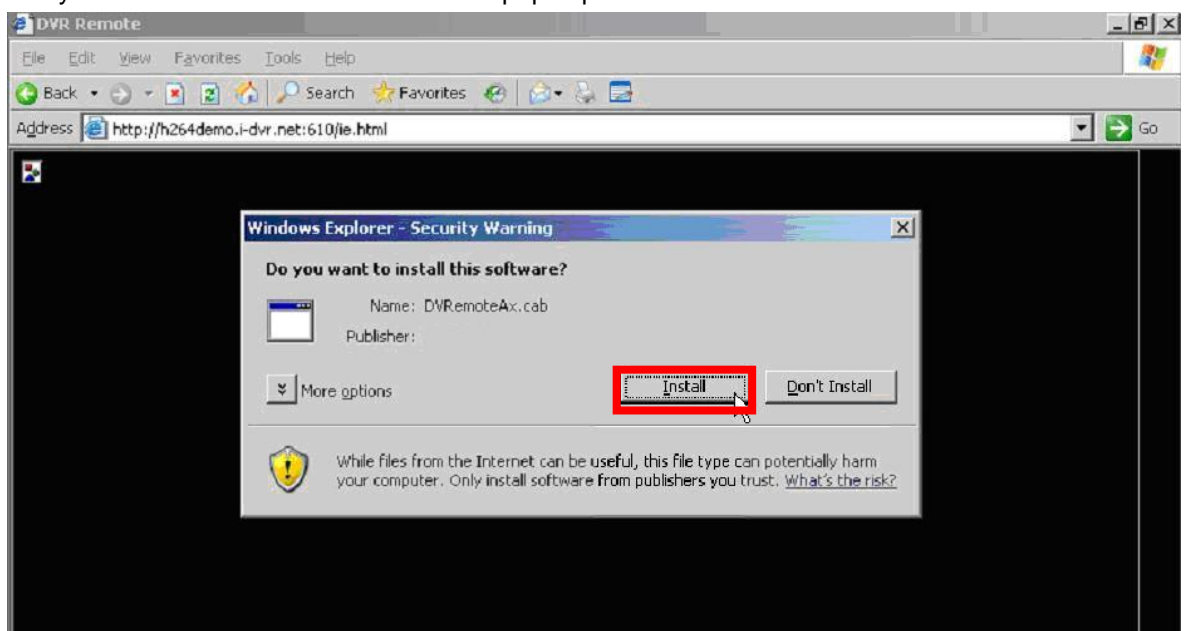 DVR Remote
File Edit View Favorites Tools Help
Back Search Favorites
Address http://h264demo.i-dvr.net:610/ie.html Go
Windows Explorer - Security Warning
Do you want to install this software?
Name: DVRemoteAx.cab
Publisher:
More options Install Don't Install
While files from the Internet can be useful, this file type can potentially harm
your computer. Only install software from publishers you trust. What's the risk?